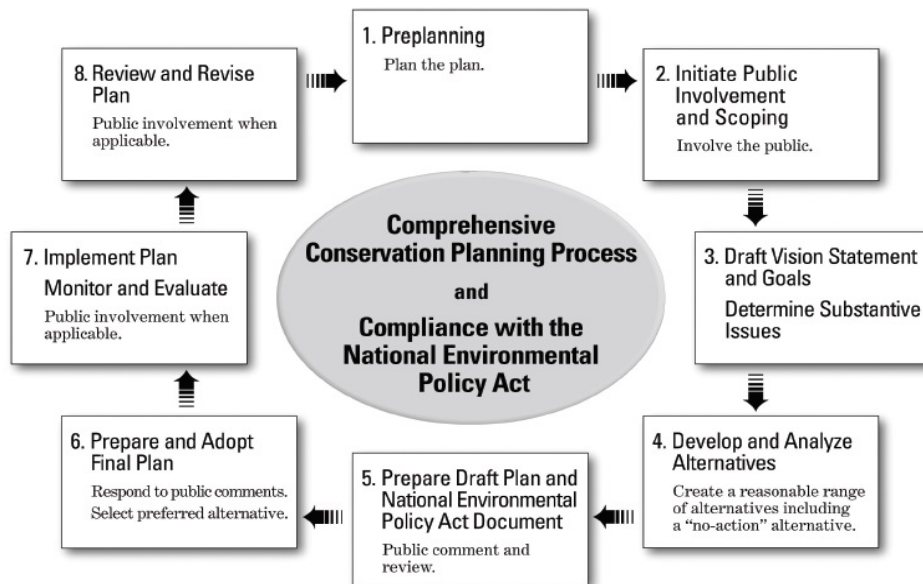 1. Preplanning
Plan the plan.
2. Initiate Public
Involvement
and Scoping
Involve the public.
3. Draft Vision Statement
and Goals
Determine Substantive
Issues
4. Develop and Analyze
Alternatives
Create a reasonable range
of alternatives including
a “no-action” alternative.
5. Prepare Draft Plan and
National Environmental
Policy Act Document
Public comment and
review.
6. Prepare and Adopt
Final Plan
Respond to public comments.
Select preferred alternative.
7. Implement Plan
Monitor and Evaluate
Public involvement when
applicable.
8. Review and Revise
Plan
Public involvement when
applicable.
Comprehensive
Conservation Planning Process
and
Compliance with the
National Environmental
Policy Act